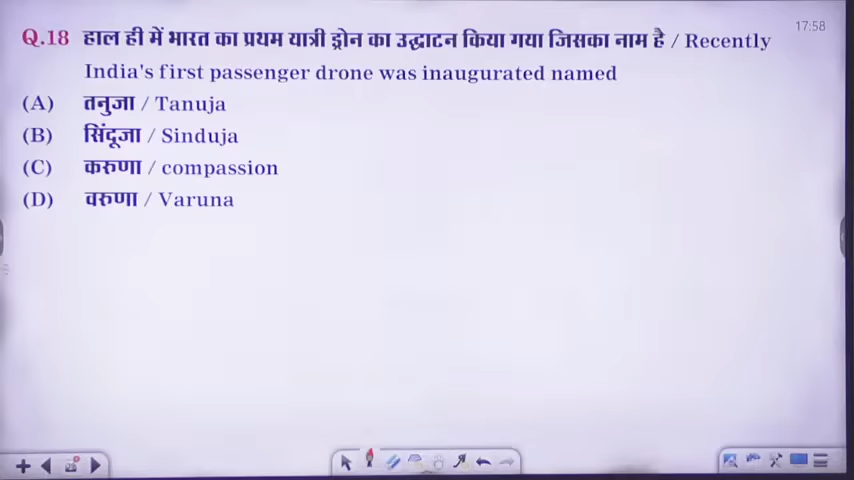 17:58
Q.18 हाल ही में भारत का प्रथम यात्री ड्रोन का उद्घाटन किया गया जिसका नाम है / Recently
India's first passenger drone was inaugurated named
(A) तनुजा / Tanuja
(B) सिंदूजा / Sinduja
(C) करुणा / compassion
(D) वरुणा / Varuna